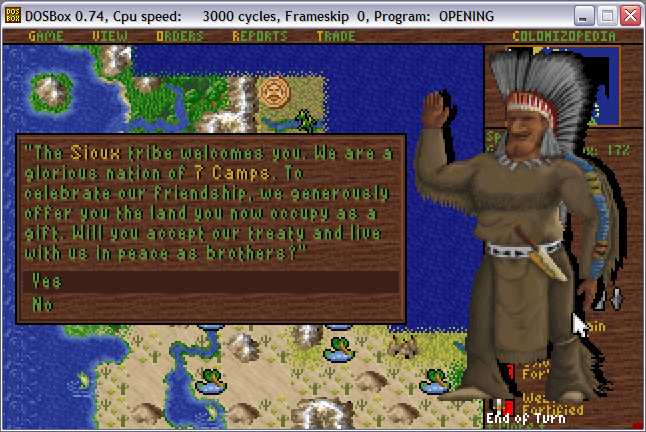 DOSBox 0.74, Cpu speed: 3000 cycles, Frameskip 0, Program: OPENING
GAME VIEW ORDERS REPORTS TRADE COLONIZOPEDIA
"The Sioux tribe welcomes you. We are a
glorious nation of 7 Camps. To
celebrate our friendship, we generously
offer you the land you now occupy as a
gift. Will you accept our treaty and live
with us in peace as brothers?"
Yes
No
17%
Fortified
End of Turn